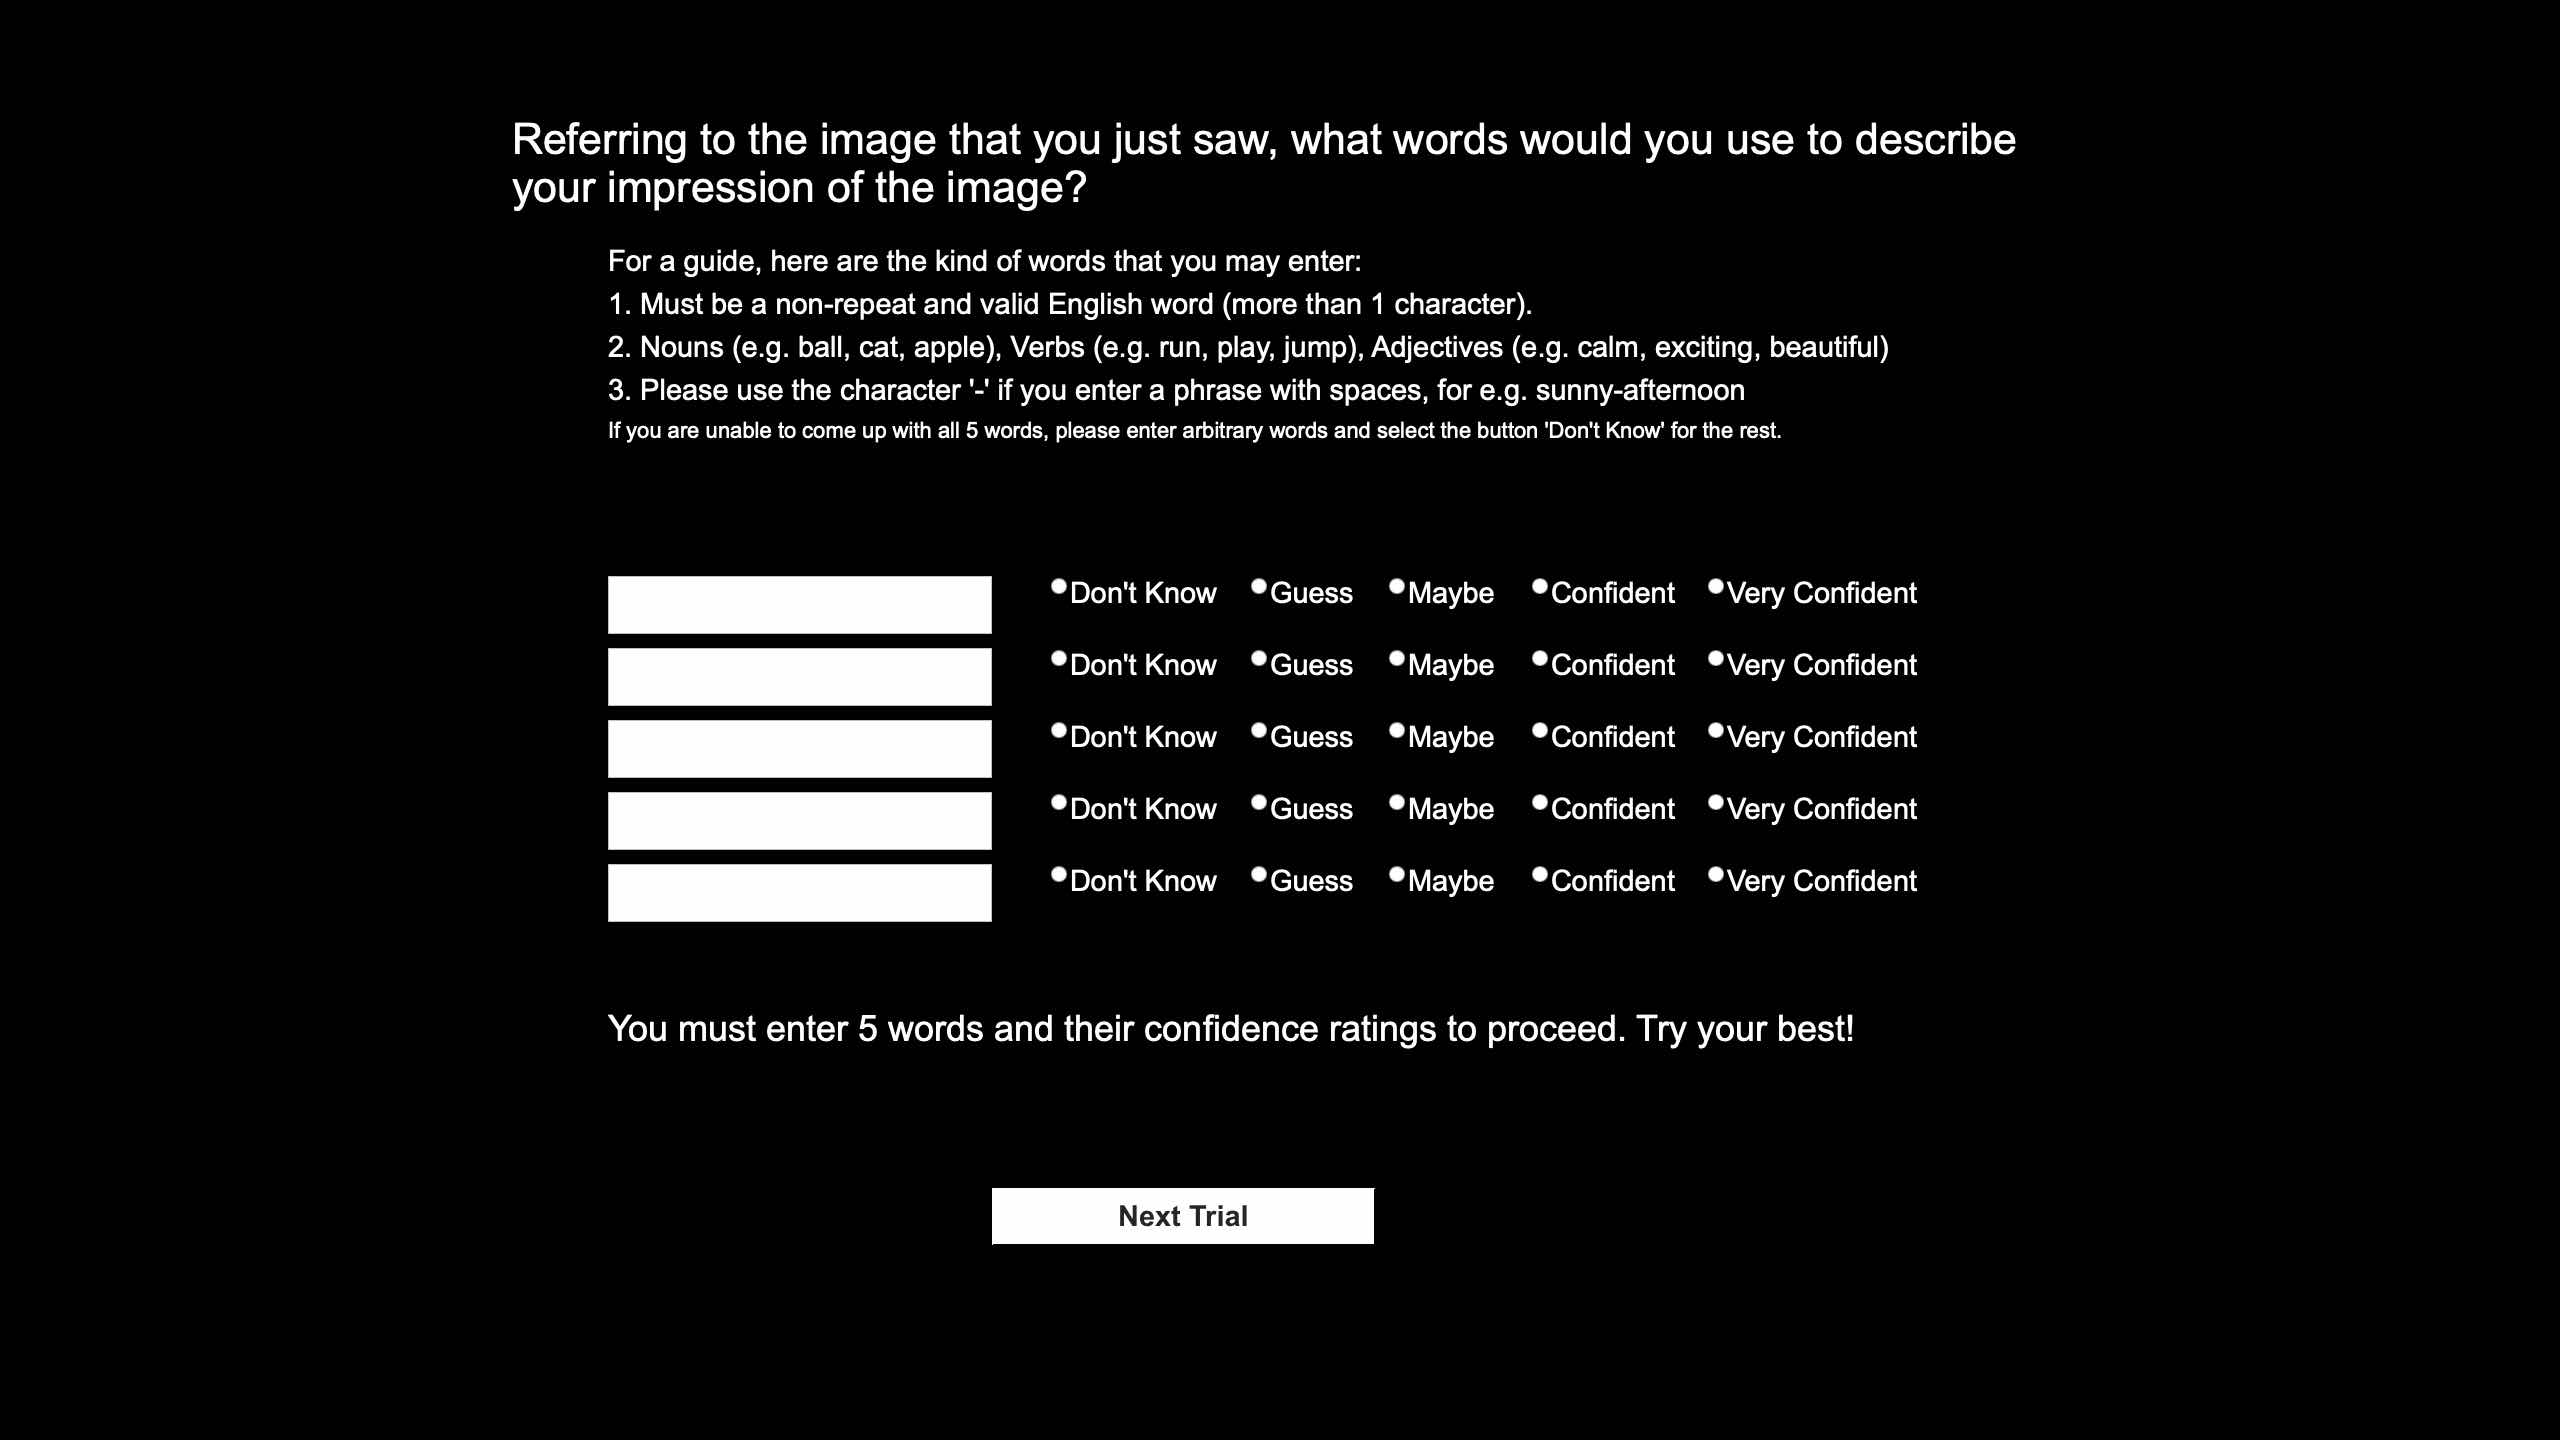 Referring to the image that you just saw, what words would you use to describe
your impression of the image?
For a guide, here are the kind of words that you may enter:
1. Must be a non-repeat and valid English word (more than 1 character).
2. Nouns (e.g. ball, cat, apple), Verbs (e.g. run, play, jump), Adjectives (e.g. calm, exciting, beautiful)
3. Please use the character '-' if you enter a phrase with spaces, for e.g. sunny-afternoon
If you are unable to come up with all 5 words, please enter arbitrary words and select the button 'Don't Know' for the rest.
Don't Know Guess Maybe Confident Very Confident
Don't Know Guess Maybe Confident Very Confident
Don't Know Guess Maybe Confident Very Confident
Don't Know Guess Maybe Confident Very Confident
Don't Know Guess Maybe Confident Very Confident
You must enter 5 words and their confidence ratings to proceed. Try your best!
Next Trial